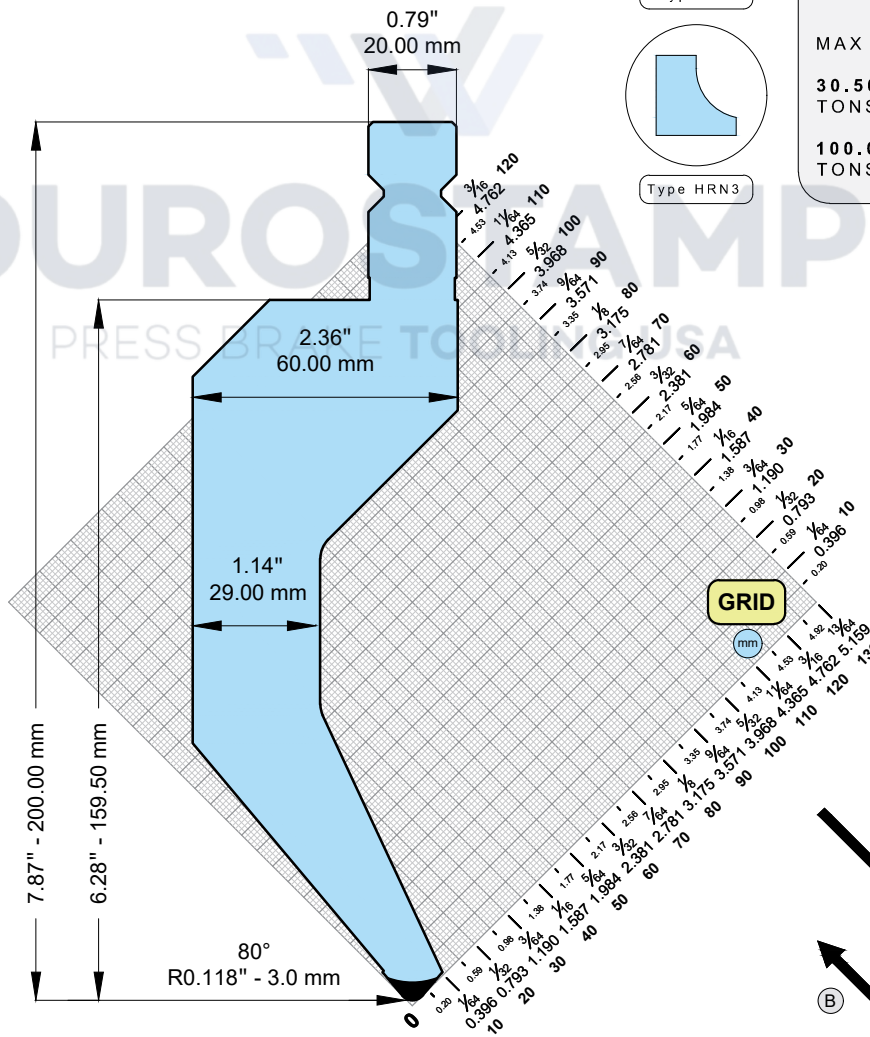 0.79"
20.00 mm
MAX
30.50
TONS
100.0
TONS
Type HRN3
UROSTAMP
PRESS BRAKE TOOLING USA
2.36"
60.00 mm
1.14"
29.00 mm
7.87" - 200.00 mm
6.28" - 159.50 mm
80°
R0.118" - 3.0 mm
GRID
mm
3/16 4.762 120
4.53
11/64 4.365 110
4.13
5/32 3.968 100
3.74
9/64 3.571 90
3.35
1/8 3.175 80
2.95
7/64 2.781 70
2.56
3/32 2.381 60
2.17
5/64 1.984 50
1.77
1/16 1.587 40
1.38
3/64 1.190 30
0.98
1/32 0.793 20
0.59
1/64 0.396 10
0.20
0
0.20
1/64 0.396 10
0.59
1/32 0.793 20
0.98
3/64 1.190 30
1.38
1/16 1.587 40
1.77
5/64 1.984 50
2.17
3/32 2.381 60
2.56
7/64 2.781 70
2.95
1/8 3.175 80
3.35
9/64 3.571 90
3.74
5/32 3.968 100
4.13
11/64 4.365 110
4.53
3/16 4.762 120
4.92
13/64 5.159
B